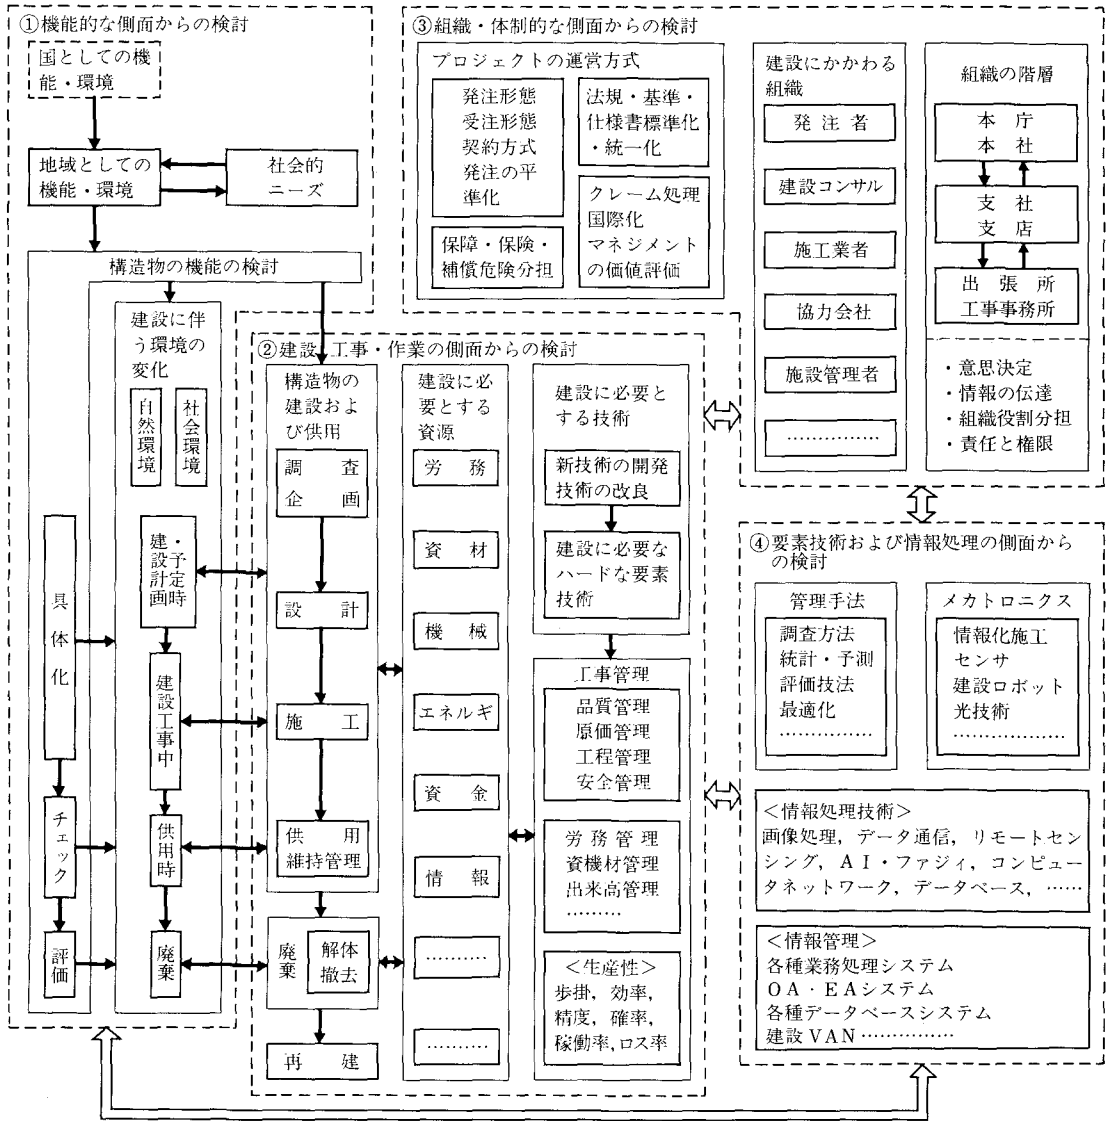 ①機能的な側面からの検討
国としての機
能・環境
地域としての
機能・環境
社会的
ニーズ
構造物の機能の検討
建設に伴
う環境の
変化
自然環境
社会環境
具体化
チェック
評価
建設計画・
予定時
建設工事中
供用時
廃棄
②建設工事・作業の側面からの検討
構造物の
建設およ
び供用
調査
企画
設計
施工
供用
維持管理
廃棄
解体
撤去
再建
建設に必
要とする
資源
労務
資材
機械
エネルギ
資金
情報
…………
…………
建設に必要と
する技術
新技術の開発
技術の改良
建設に必要な
ハードな要素
技術
工事管理
品質管理
原価管理
工程管理
安全管理
労務管理
資機材管理
出来高管理
………
＜生産性＞
歩掛，効率，
精度，確率，
稼働率，ロス率
③組織・体制的な側面からの検討
プロジェクトの運営方式
発注形態
受注形態
契約方式
発注の平
準化
保障・保険・
補償危険分担
法規・基準・
仕様書標準化
・統一化
クレーム処理
国際化
マネジメント
の価値評価
建設にかかわる
組織
発注者
建設コンサル
施工業者
協力会社
施設管理者
……………
組織の階層
本庁
本社
支社
支店
出張所
工事事務所
・意思決定
・情報の伝達
・組織役割分担
・責任と権限
④要素技術および情報処理の側面から
の検討
管理手法
調査方法
統計・予測
評価技法
最適化
……………
メカトロニクス
情報化施工
センサ
建設ロボット
光技術
………………
＜情報処理技術＞
画像処理，データ通信，リモートセン
シング，AI・ファジィ，コンピュー
タネットワーク，データベース，……
＜情報管理＞
各種業務処理システム
OA・EAシステム
各種データベースシステム
建設VAN……………